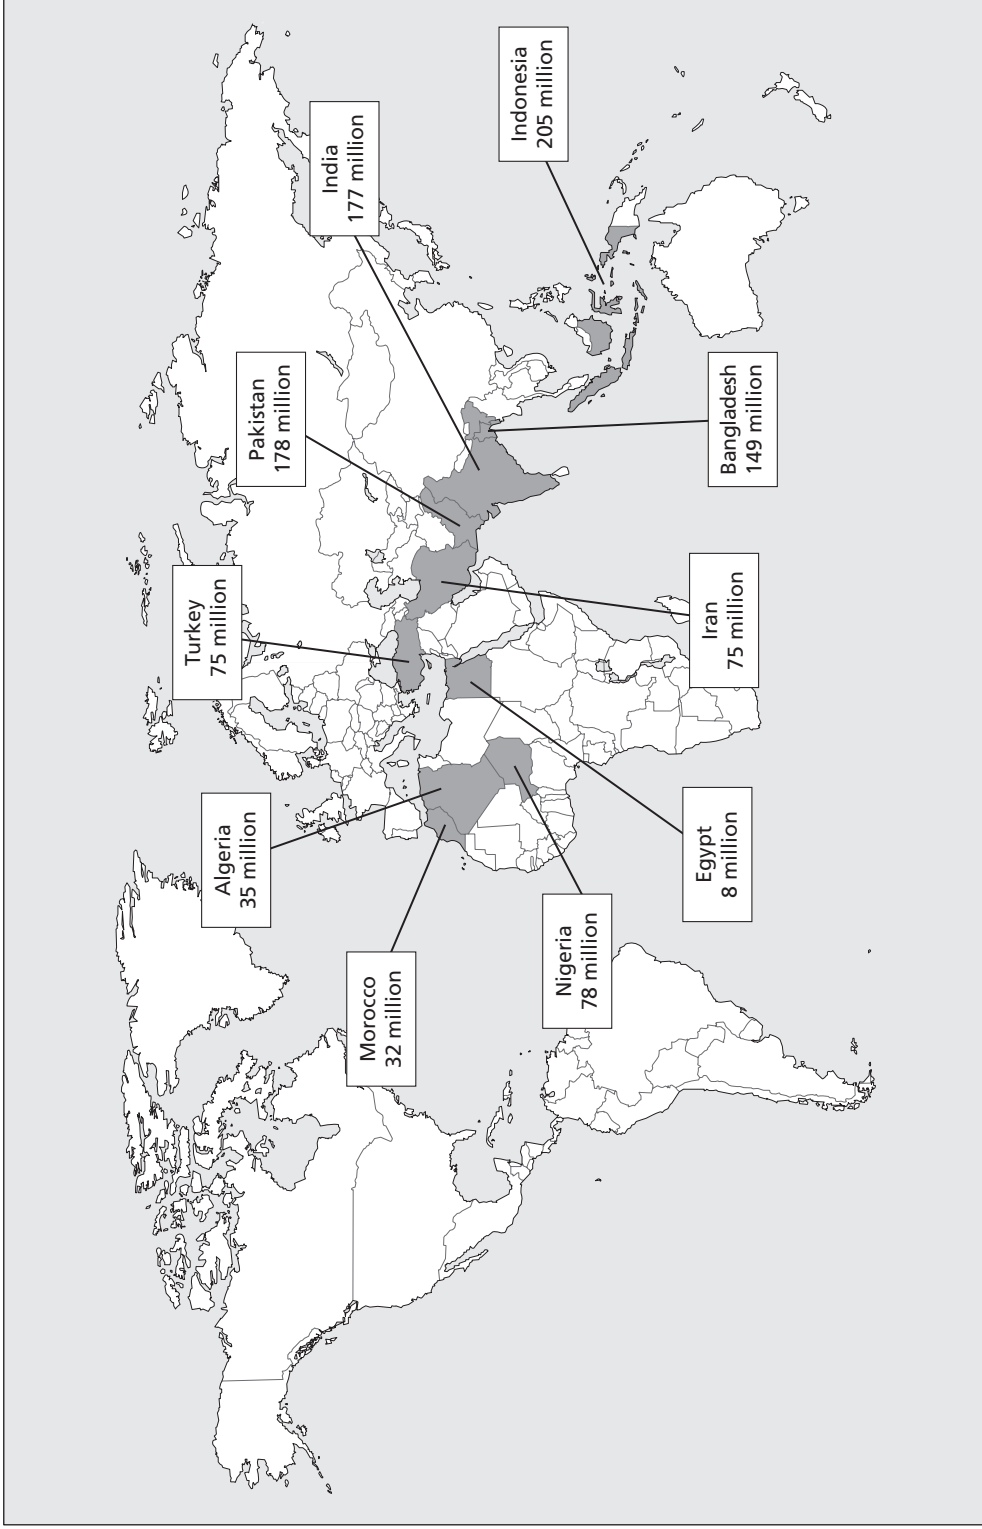 Turkey
75 million
Pakistan
178 million
India
177 million
Indonesia
205 million
Algeria
35 million
Morocco
32 million
Nigeria
78 million
Egypt
8 million
Iran
75 million
Bangladesh
149 million